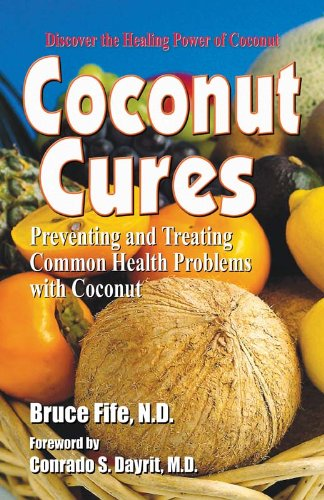 Discover the Healing Power of Coconut
Coconut
Cures
Preventing and Treating
Common Health Problems
with Coconut
Bruce Fife, N.D.
Foreword by
Conrado S. Dayrit, M.D.